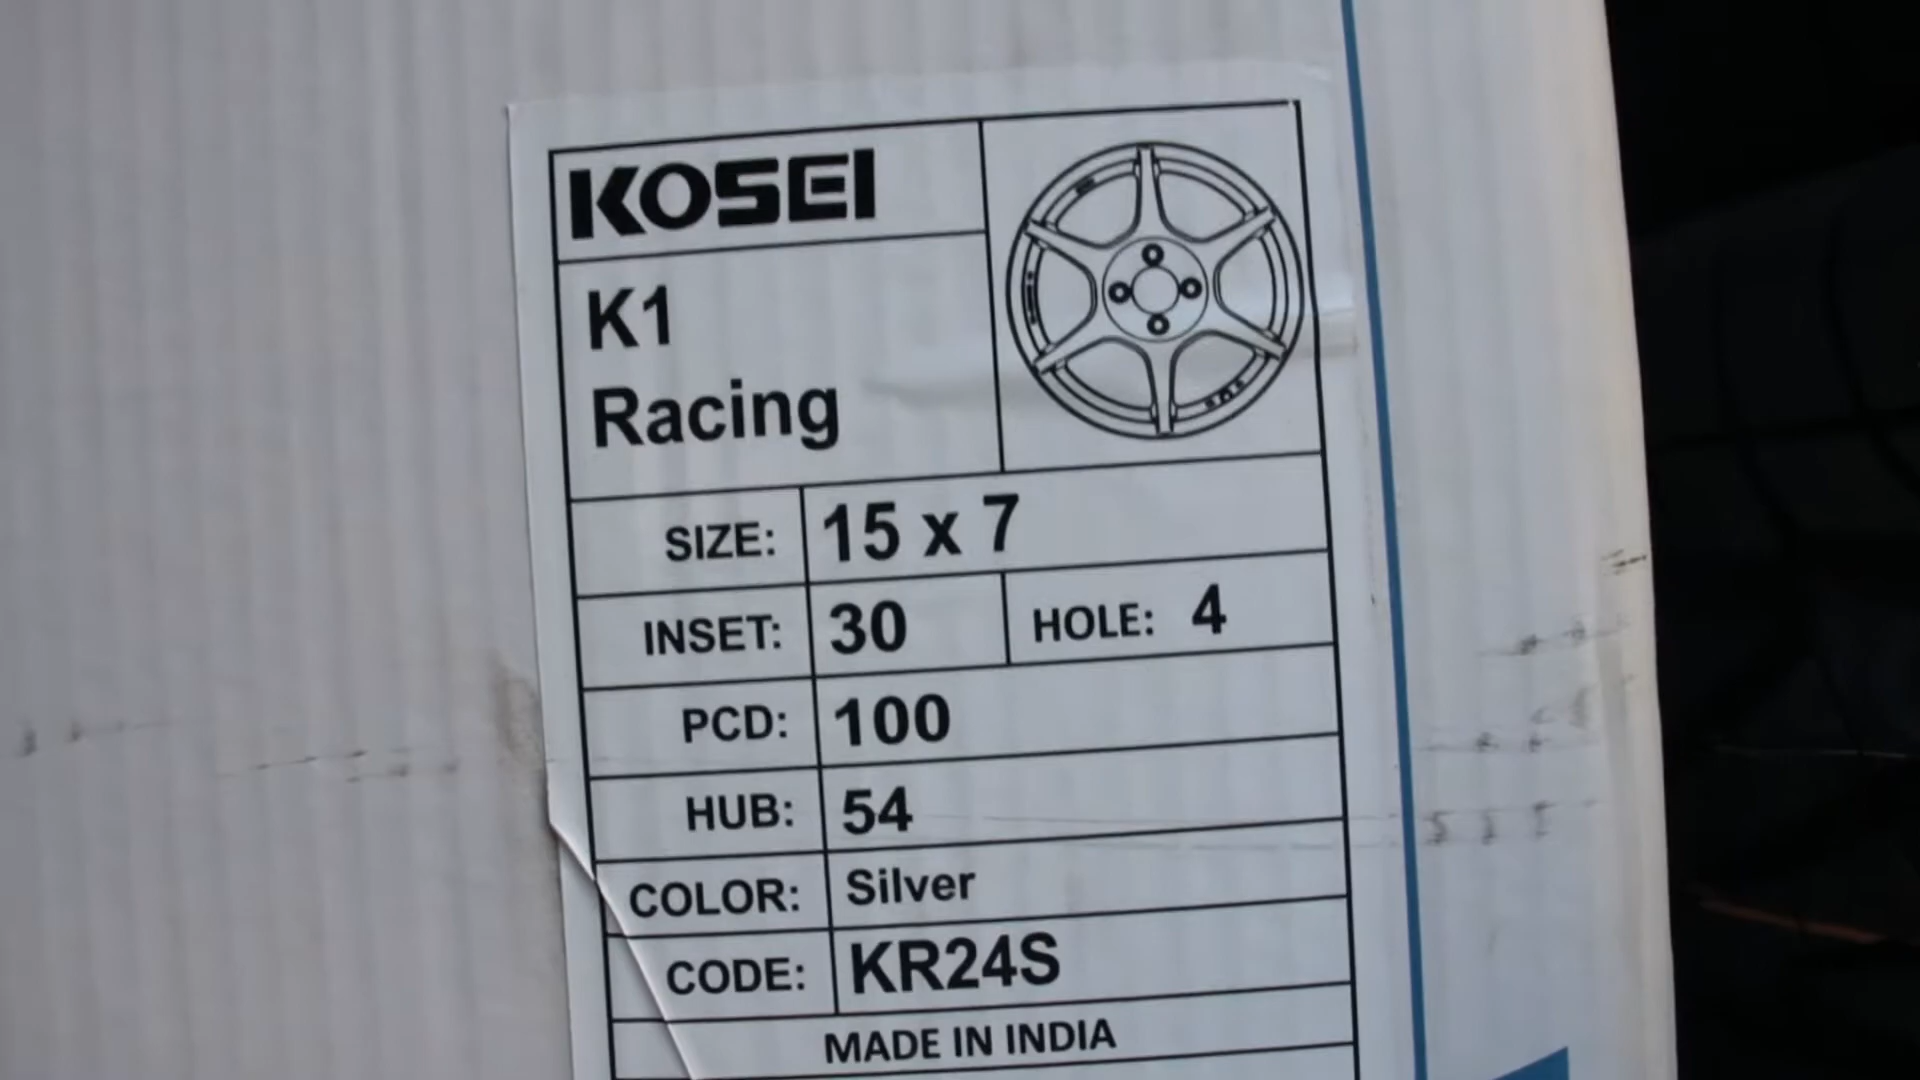 KOSEI
K1
Racing
SIZE: 15 x 7
INSET: 30 HOLE: 4
PCD: 100
HUB: 54
COLOR: Silver
CODE: KR24S
MADE IN INDIA